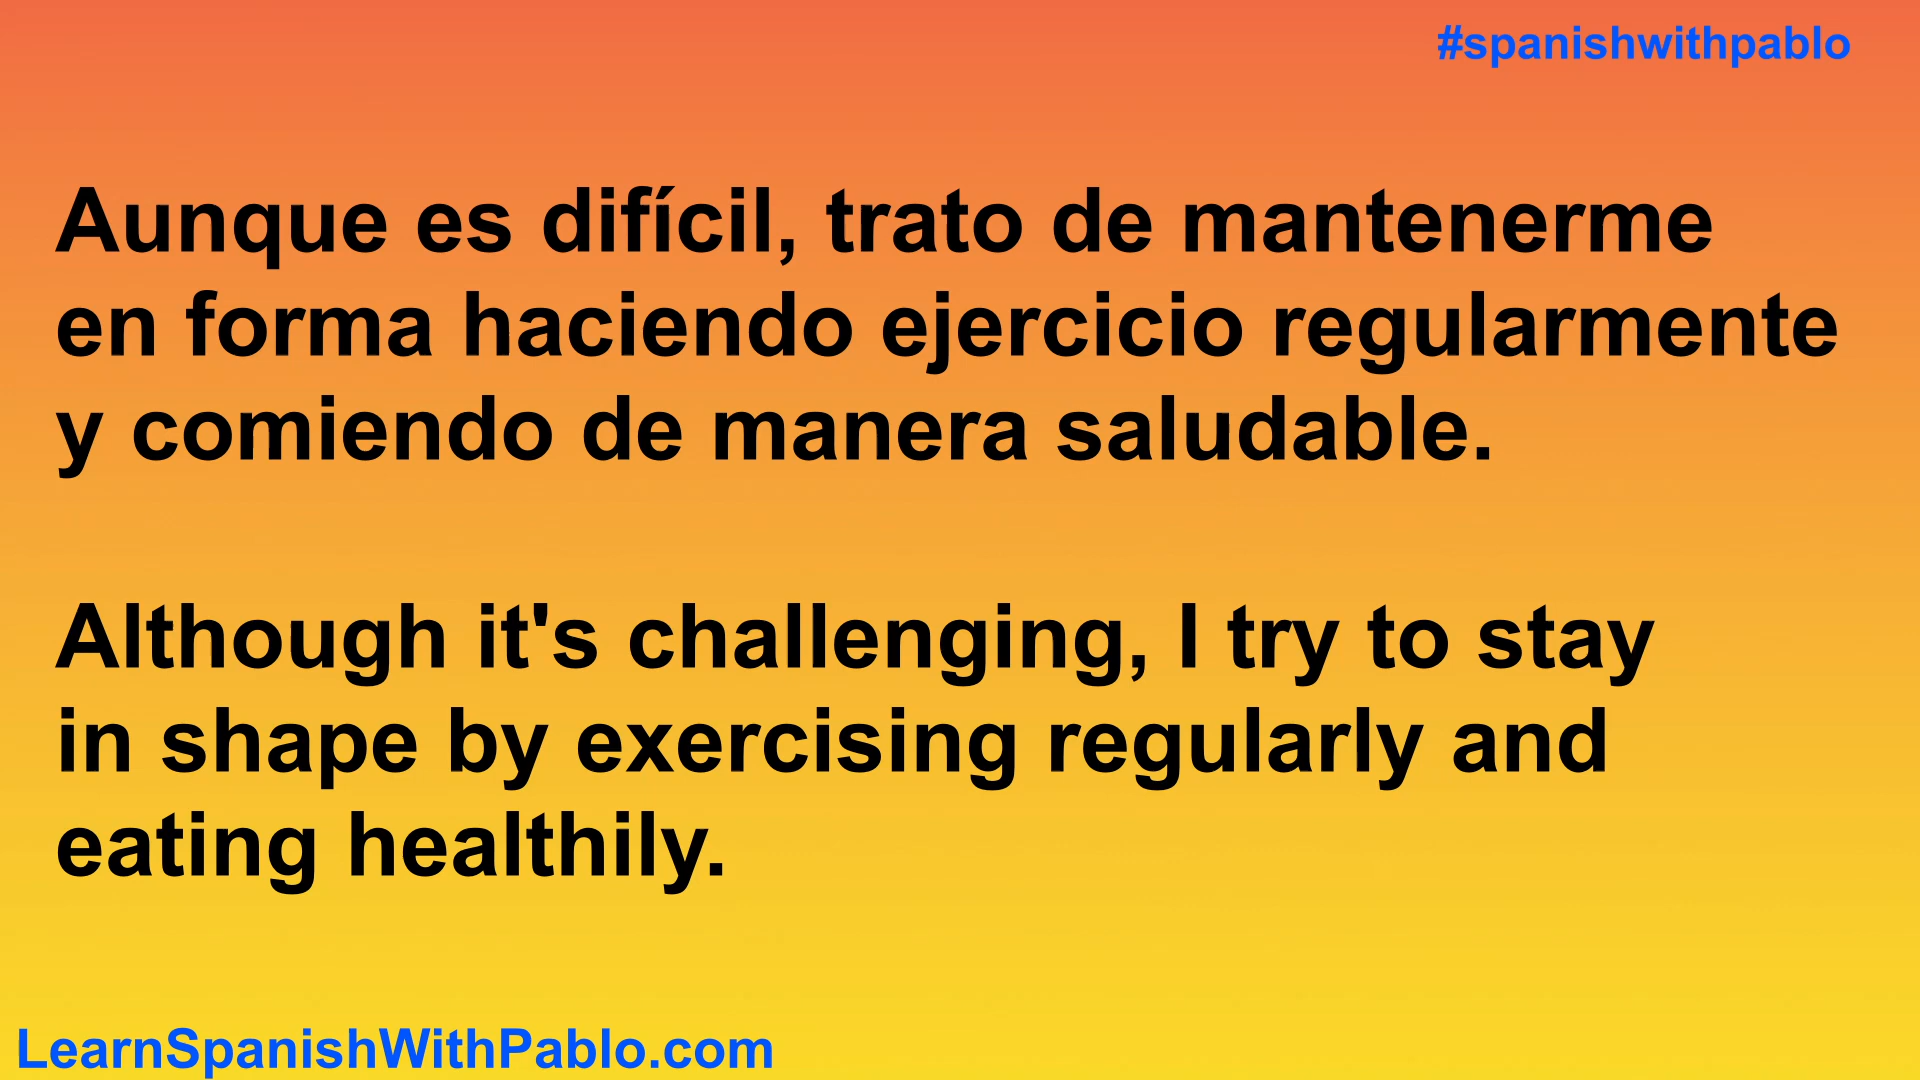 #spanishwithpablo
Aunque es difícil, trato de mantenerme
en forma haciendo ejercicio regularmente
y comiendo de manera saludable.
Although it's challenging, I try to stay
in shape by exercising regularly and
eating healthily.
LearnSpanishWithPablo.com